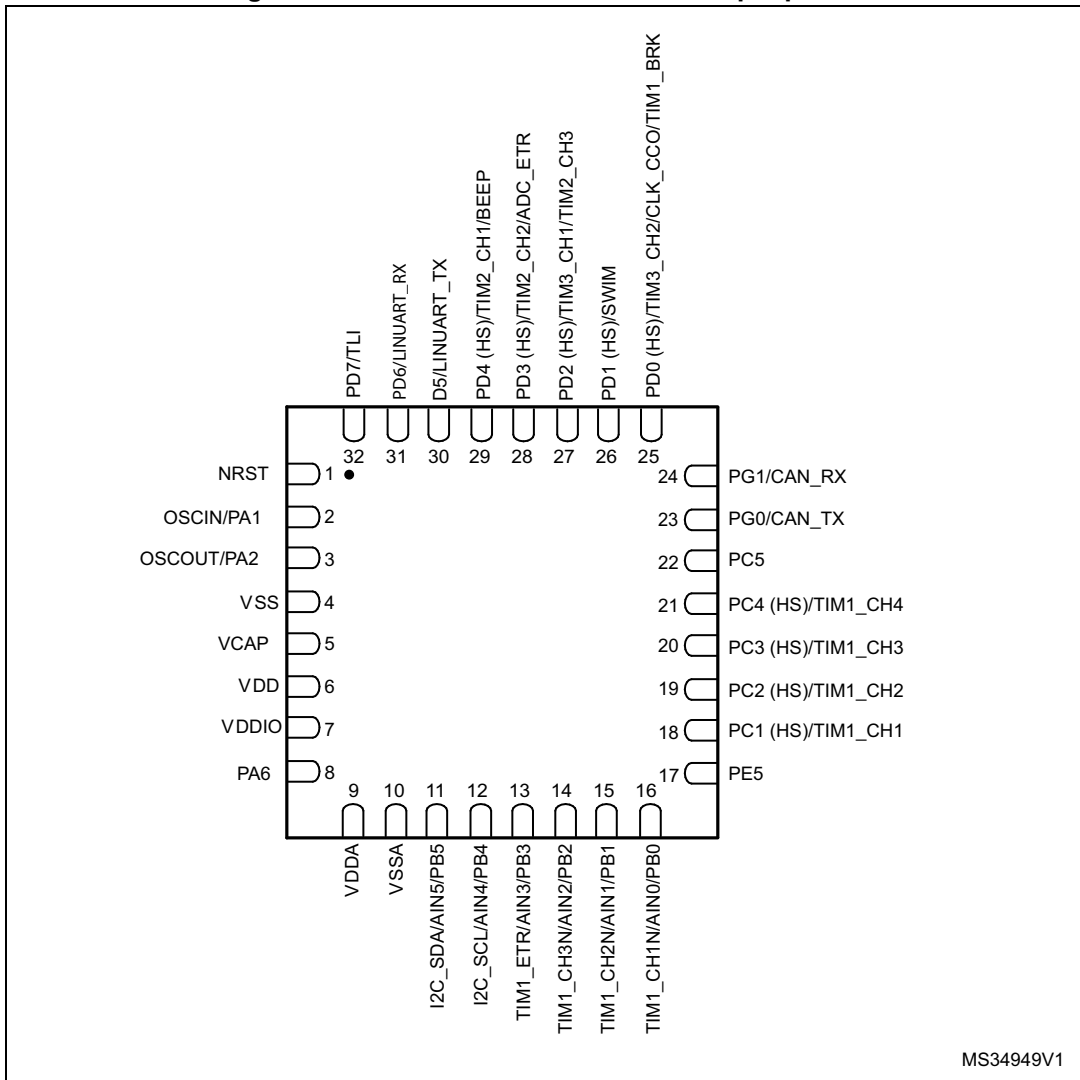 PD7/TLI
PD6/LINUART_RX
D5/LINUART_TX
PD4 (HS)/TIM2_CH1/BEEP
PD3 (HS)/TIM2_CH2/ADC_ETR
PD2 (HS)/TIM3_CH1/TIM2_CH3
PD1 (HS)/SWIM
PD0 (HS)/TIM3_CH2/CLK_CCO/TIM1_BRK
32 31 30 29 28 27 26 25
NRST 1
OSCIN/PA1 2
OSCOUT/PA2 3
VSS 4
VCAP 5
VDD 6
VDDIO 7
PA6 8
24 PG1/CAN_RX
23 PG0/CAN_TX
22 PC5
21 PC4 (HS)/TIM1_CH4
20 PC3 (HS)/TIM1_CH3
19 PC2 (HS)/TIM1_CH2
18 PC1 (HS)/TIM1_CH1
17 PE5
9 10 11 12 13 14 15 16
VDDA
VSSA
I2C_SDA/AIN5/PB5
I2C_SCL/AIN4/PB4
TIM1_ETR/AIN3/PB3
TIM1_CH3N/AIN2/PB2
TIM1_CH2N/AIN1/PB1
TIM1_CH1N/AIN0/PB0
MS34949V1